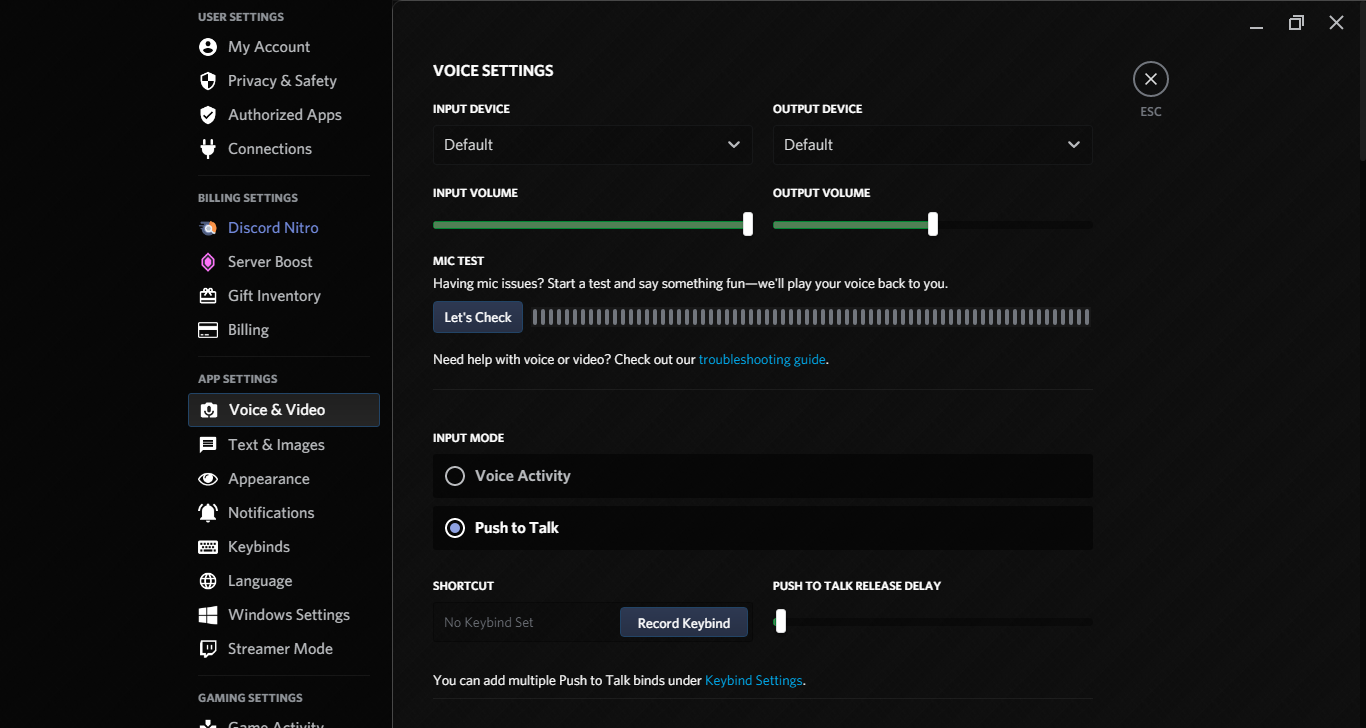 USER SETTINGS
My Account
Privacy & Safety
Authorized Apps
Connections
BILLING SETTINGS
Discord Nitro
Server Boost
Gift Inventory
Billing
APP SETTINGS
Voice & Video
Text & Images
Appearance
Notifications
Keybinds
Language
Windows Settings
Streamer Mode
GAMING SETTINGS
Game Activity
VOICE SETTINGS
INPUT DEVICE
Default
OUTPUT DEVICE
Default
INPUT VOLUME
OUTPUT VOLUME
MIC TEST
Having mic issues? Start a test and say something fun—we'll play your voice back to you.
Let's Check
Need help with voice or video? Check out our troubleshooting guide.
INPUT MODE
Voice Activity
Push to Talk
SHORTCUT
No Keybind Set
Record Keybind
PUSH TO TALK RELEASE DELAY
You can add multiple Push to Talk binds under Keybind Settings.
ESC